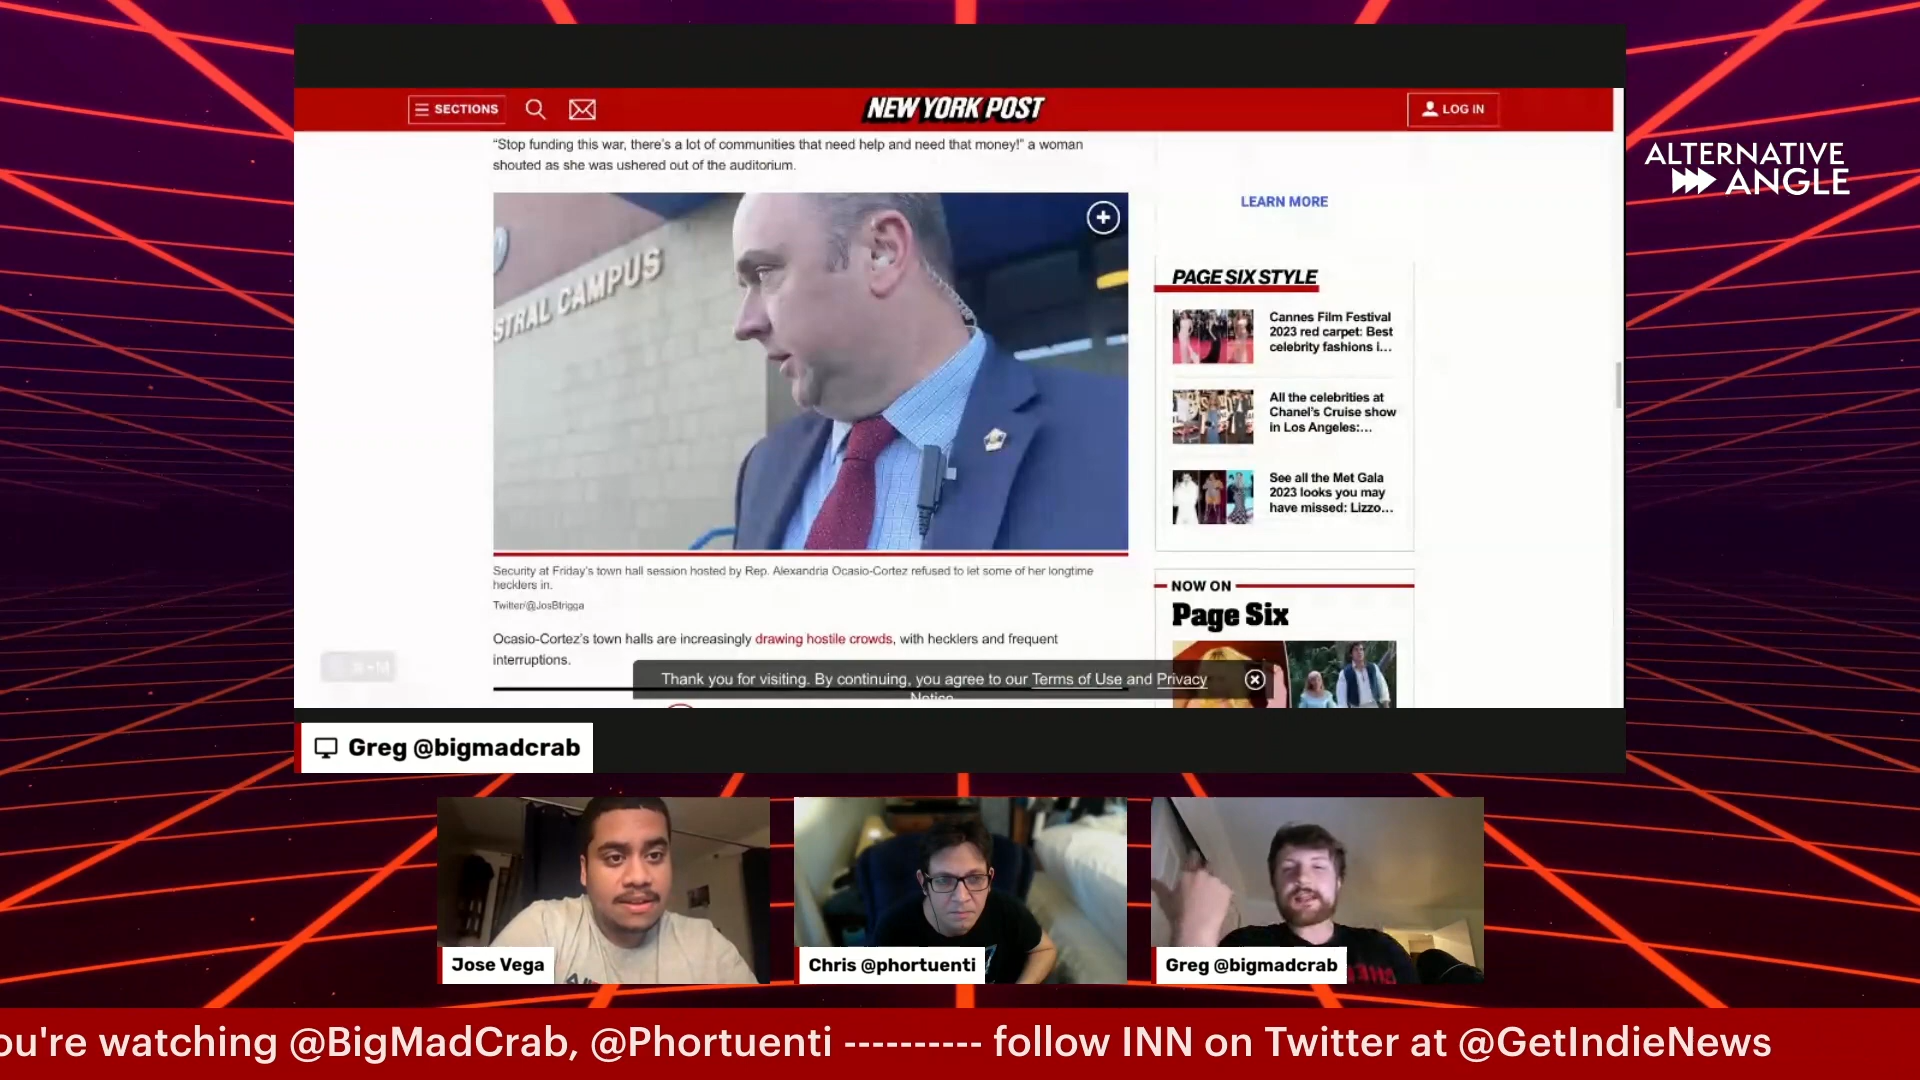 SECTIONS
NEW YORK POST
LOG IN
“Stop funding this war, there’s a lot of communities that need help and need that money!” a woman
shouted as she was ushered out of the auditorium.
STRAL CAMPUS
LEARN MORE
PAGE SIX STYLE
Cannes Film Festival
2023 red carpet: Best
celebrity fashions i...
All the celebrities at
Chanel’s Cruise show
in Los Angeles:...
See all the Met Gala
2023 looks you may
have missed: Lizzo...
Security at Friday’s town hall session hosted by Rep. Alexandria Ocasio-Cortez refused to let some of her longtime
hecklers in.
Twitter/@JosBtrigga
NOW ON
Page Six
Ocasio-Cortez’s town halls are increasingly drawing hostile crowds, with hecklers and frequent
interruptions.
Thank you for visiting. By continuing, you agree to our Terms of Use and Privacy
Notice
ALTERNATIVE
ANGLE
Greg @bigmadcrab
Jose Vega
Chris @phortuenti
Greg @bigmadcrab
ou're watching @BigMadCrab, @Phortuenti ---------- follow INN on Twitter at @GetIndieNews